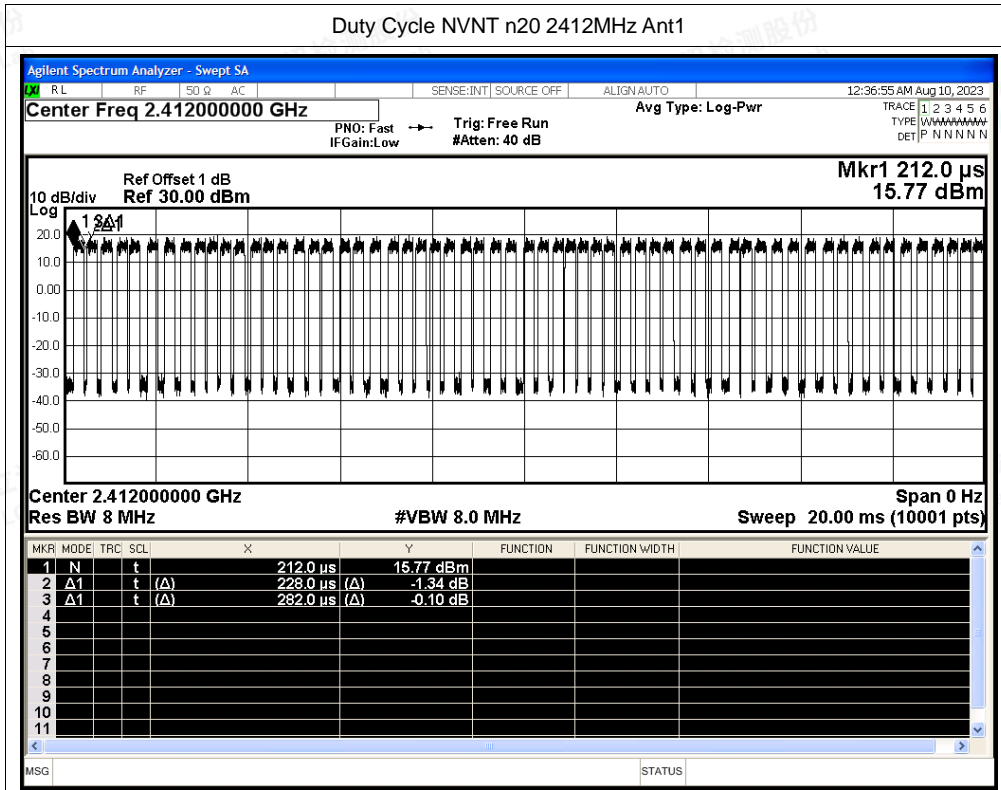 Duty Cycle NVNT n20 2412MHz Ant1
Agilent Spectrum Analyzer - Swept SA
LXI RL RF 50 Ω AC SENSE:INT SOURCE OFF ALIGN AUTO 12:36:55 AM Aug 10, 2023
Center Freq 2.412000000 GHz
PNO: Fast
IFGain:Low
Trig: Free Run
#Atten: 40 dB
Avg Type: Log-Pwr
TRACE 1 2 3 4 5 6
TYPE WWWWWW
DET P N N N N N
Ref Offset 1 dB
10 dB/div Ref 30.00 dBm
Log
Mkr1 212.0 µs
15.77 dBm
20.0
10.0
0.00
-10.0
-20.0
-30.0
-40.0
-50.0
-60.0
Center 2.412000000 GHz Span 0 Hz
Res BW 8 MHz #VBW 8.0 MHz Sweep 20.00 ms (10001 pts)
MKR MODE TRC SCL X Y FUNCTION FUNCTION WIDTH FUNCTION VALUE
1 N t 212.0 µs 15.77 dBm
2 Δ1 t (Δ) 228.0 µs (Δ) -1.34 dB
3 Δ1 t (Δ) 282.0 µs (Δ) -0.10 dB
4
5
6
7
8
9
10
11
MSG STATUS